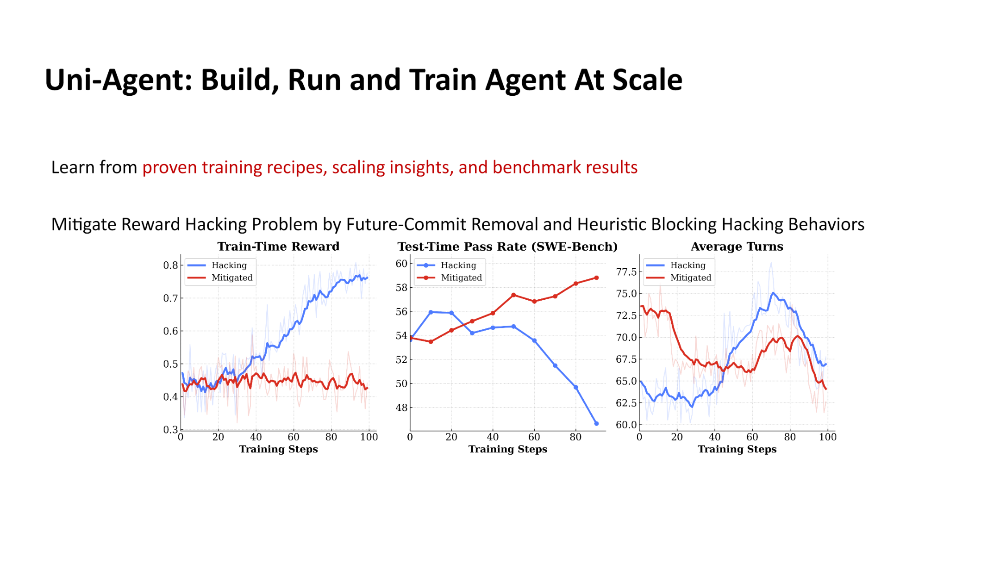 Uni-Agent: Build, Run and Train Agent At Scale
Learn from proven training recipes, scaling insights, and benchmark results
Mitigate Reward Hacking Problem by Future-Commit Removal and Heuristic Blocking Hacking Behaviors
Train-Time Reward
Hacking
Mitigated
0.8
0.7
0.6
0.5
0.4
0.3
0 20 40 60 80 100
Training Steps
Test-Time Pass Rate (SWE-Bench)
Hacking
Mitigated
60
58
56
54
52
50
48
0 20 40 60 80
Training Steps
Average Turns
Hacking
Mitigated
77.5
75.0
72.5
70.0
67.5
65.0
62.5
60.0
0 20 40 60 80 100
Training Steps